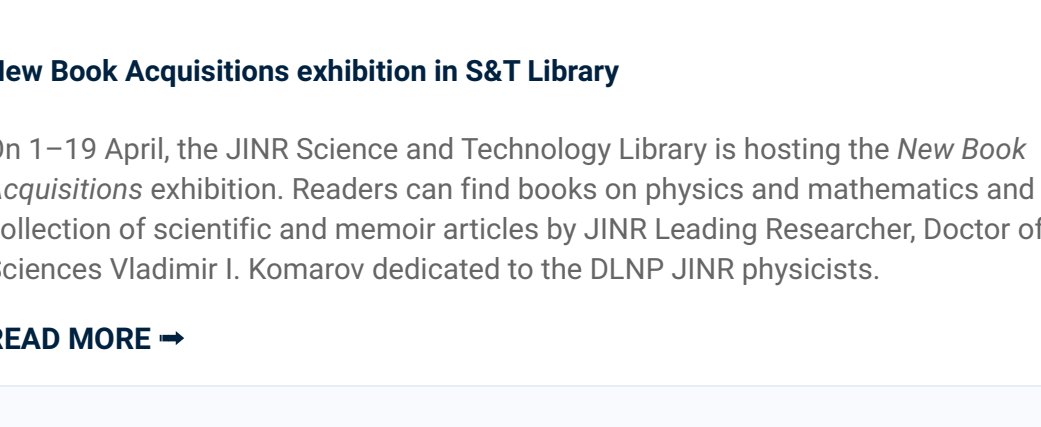 New Book Acquisitions exhibition in S&T Library
On 1–19 April, the JINR Science and Technology Library is hosting the New Book
Acquisitions exhibition. Readers can find books on physics and mathematics and
collection of scientific and memoir articles by JINR Leading Researcher, Doctor of
Sciences Vladimir I. Komarov dedicated to the DLNP JINR physicists.
READ MORE ➞